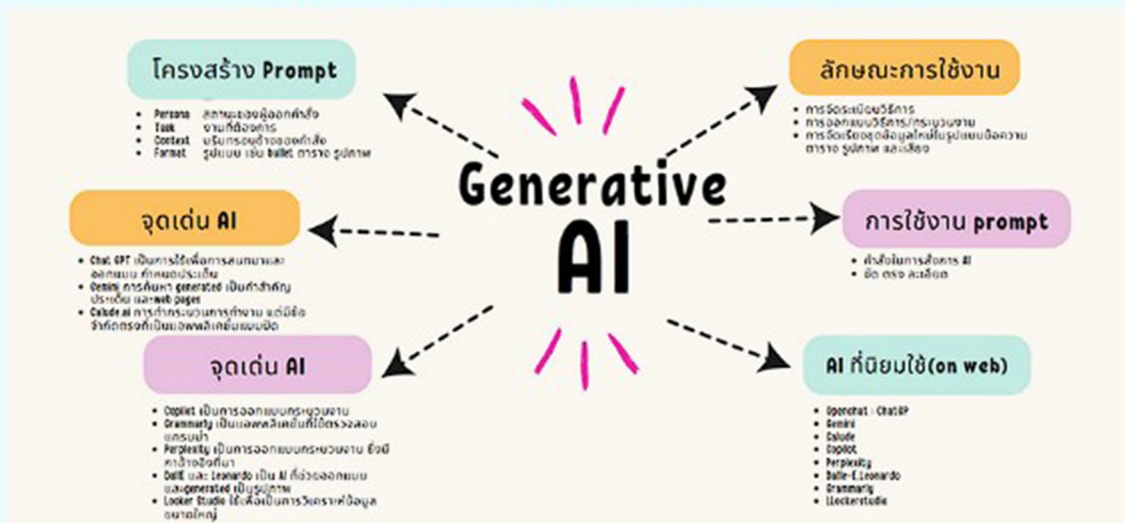 โครงสร้าง Prompt
Persona สถานะของผู้ออกคำสั่ง
Task งานที่ต้องการ
Context บริบทรอบข้างของคำสั่ง
Format รูปแบบ เช่น bullet ตาราง รูปภาพ
จุดเด่น AI
Chat GPT เป็นการใช้เพื่อการสนทนาและ
ออกแบบ กำหนดประเด็น
Gemini การค้นหา generated เป็นคำสำคัญ
ประเด็น และweb pages
Calude.ai การทำกระบวนการทำงาน แต่มีข้อ
จำกัดตรงที่เป็นแอพพลิเคชั่นแบบปิด
จุดเด่น AI
Copilot เป็นการออกแบบกระบวนงาน
Grammarly เป็นแอพพลิเคชั่นที่ใช้ตรวจสอบ
แกรมม่า
Perplexity เป็นการออกแบบกระบวนงาน ซึ่งมี
การอ้างอิงที่มา
DallE และ Leonardo เป็น AI ที่ช่วยออกแบบ
และgenerated เป็นรูปภาพ
Looker Studio ใช้เพื่อเป็นการวิเคราะห์ข้อมูล
ขนาดใหญ่
Generative
AI
ลักษณะการใช้งาน
การจัดระเบียบวิธีการ
การออกแบบวิธีการ/กระบวนงาน
การจัดเรียงชุดข้อมูลใหม่ในรูปแบบข้อความ
ตาราง รูปภาพ และเสียง
การใช้งาน prompt
คำสั่งในการสั่งการ AI
ชัด ตรง ละเอียด
AI ที่นิยมใช้(on web)
Openchat : ChatGP
Gemini
Calude
Copilot
Perplexity
Dalle-E,Leonardo
Grammarly
LLockerstudio